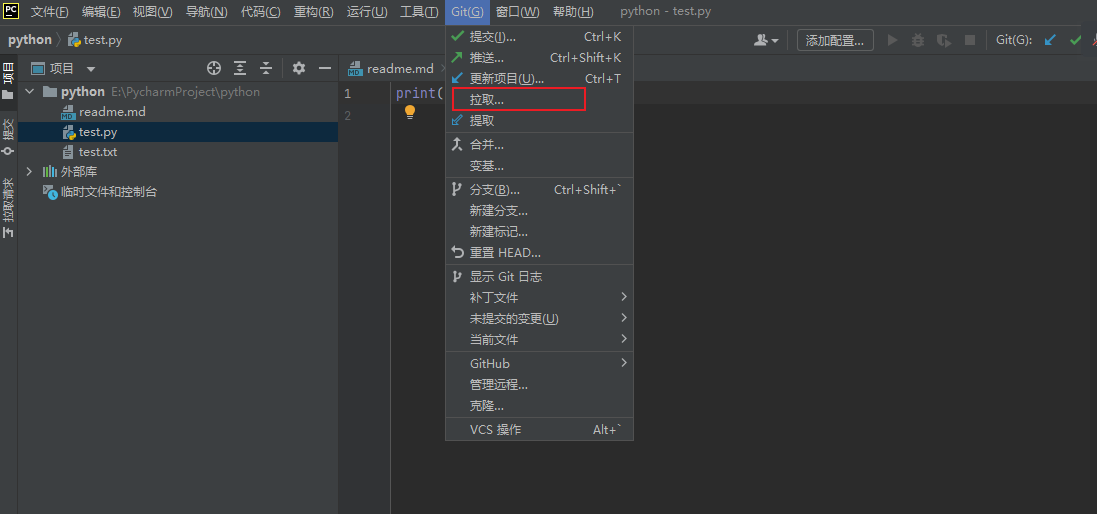 PC 文件(F) 编辑(E) 视图(V) 导航(N) 代码(C) 重构(R) 运行(U) 工具(T) Git(G) 窗口(W) 帮助(H) python - test.py
python test.py 添加配置... Git(G):
项目 readme.md
python E:\PycharmProject\python
readme.md
test.py
test.txt
外部库
临时文件和控制台
项目
提交
拉取请求
1 print(
2
提交(I)... Ctrl+K
推送... Ctrl+Shift+K
更新项目(U)... Ctrl+T
拉取...
提取
合并...
变基...
分支(B)... Ctrl+Shift+`
新建分支...
新建标记...
重置 HEAD...
显示 Git 日志
补丁文件
未提交的变更(U)
当前文件
GitHub
管理远程...
克隆...
VCS 操作 Alt+`